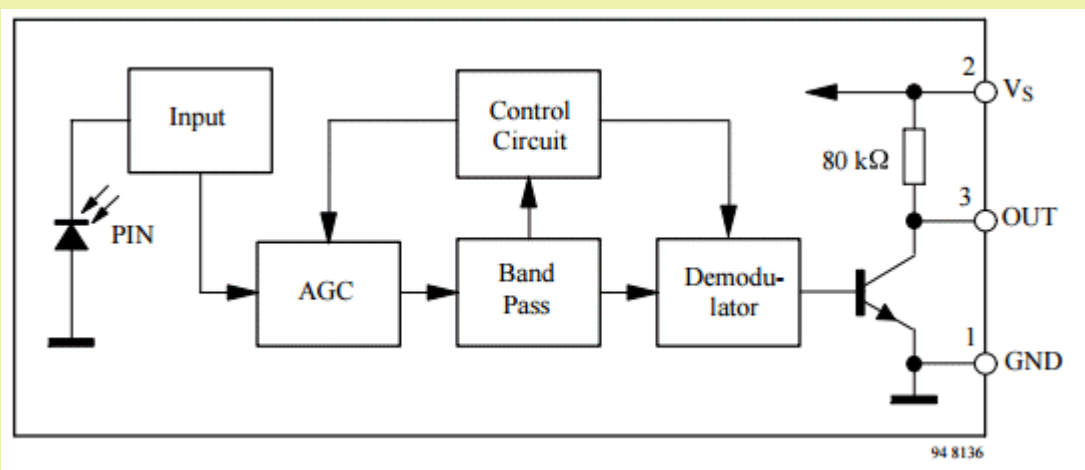 Input
Control
Circuit
2
VS
80 kΩ
3
OUT
PIN
AGC
Band
Pass
Demodu-
lator
1
GND
94 8136